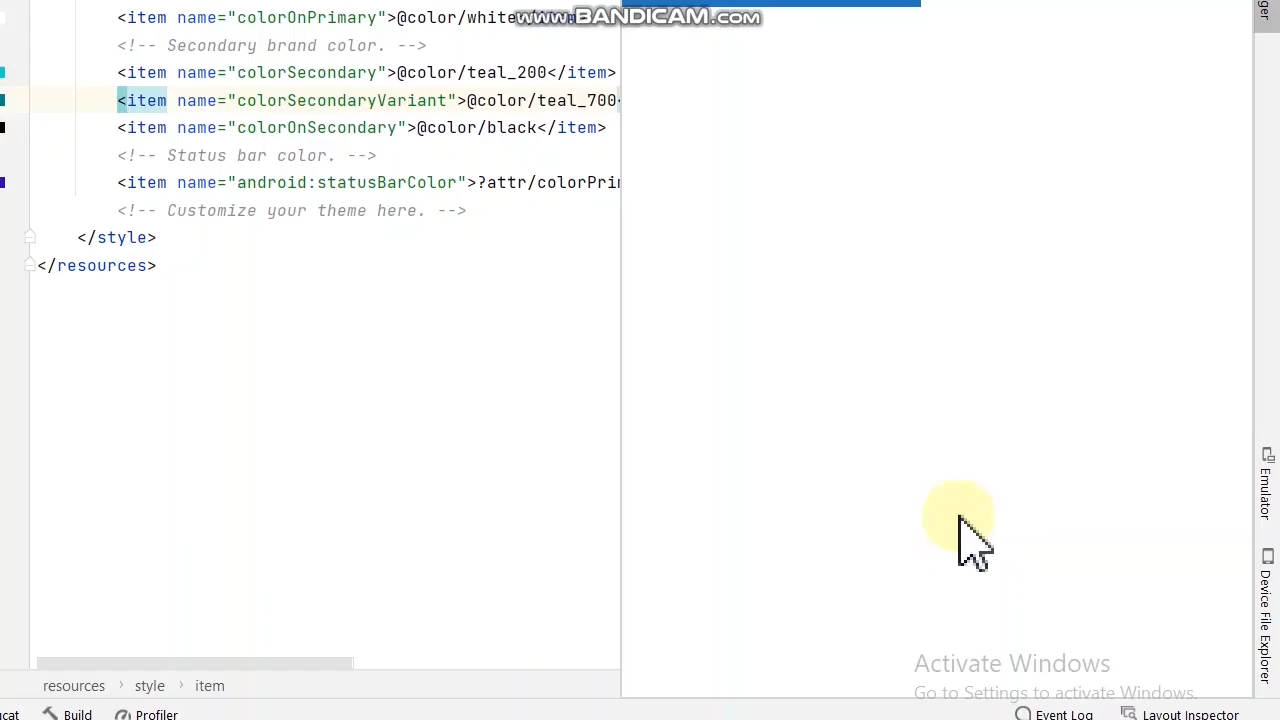 <item name="colorOnPrimary">@color/white
www.BANDICAM.com
<!-- Secondary brand color. -->
<item name="colorSecondary">@color/teal_200</item>
<item name="colorSecondaryVariant">@color/teal_700<
<item name="colorOnSecondary">@color/black</item>
<!-- Status bar color. -->
<item name="android:statusBarColor">?attr/colorPrim
<!-- Customize your theme here. -->
</style>
</resources>
Emulator
Device File Explorer
Activate Windows
Go to Settings to activate Windows.
resources > style > item
cat
Build
Profiler
Event Log
Layout Inspector
ger